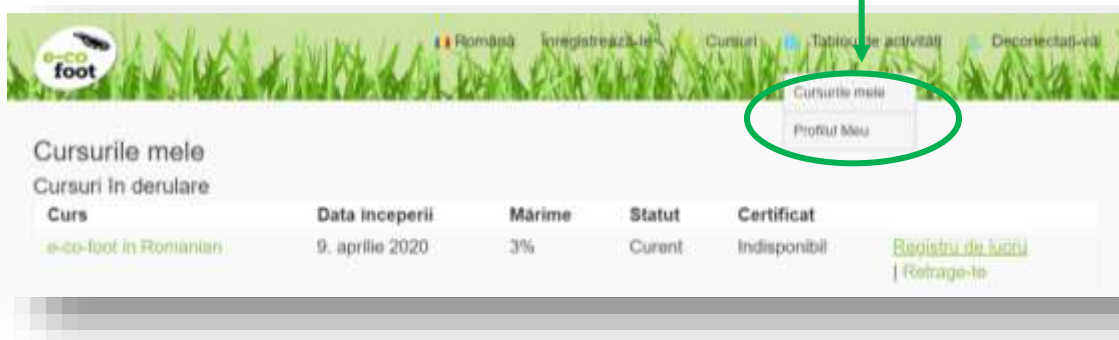 e-co
foot
Română Înregistrează-te Cursuri Tablou de activități Deconectați-vă
Cursurile mele
Profilul Meu
Cursurile mele
Cursuri în derulare
Curs Data inceperii Mărime Statut Certificat
e-co-foot in Romanian 9. aprilie 2020 3% Curent Indisponibil Registru de lucru
| Retrage-te